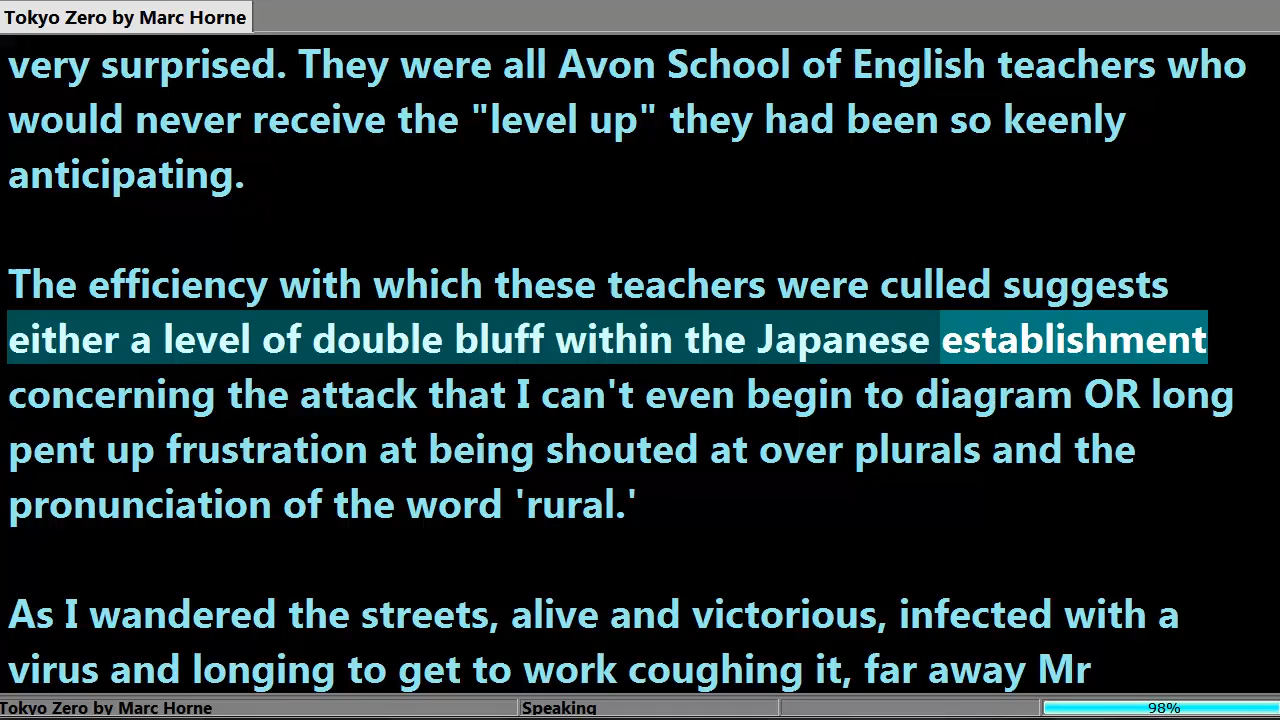 Tokyo Zero by Marc Horne
very surprised. They were all Avon School of English teachers who
would never receive the "level up" they had been so keenly
anticipating.
The efficiency with which these teachers were culled suggests
either a level of double bluff within the Japanese establishment
concerning the attack that I can't even begin to diagram OR long
pent up frustration at being shouted at over plurals and the
pronunciation of the word 'rural.'
As I wandered the streets, alive and victorious, infected with a
virus and longing to get to work coughing it, far away Mr
Tokyo Zero by Marc Horne Speaking 98%